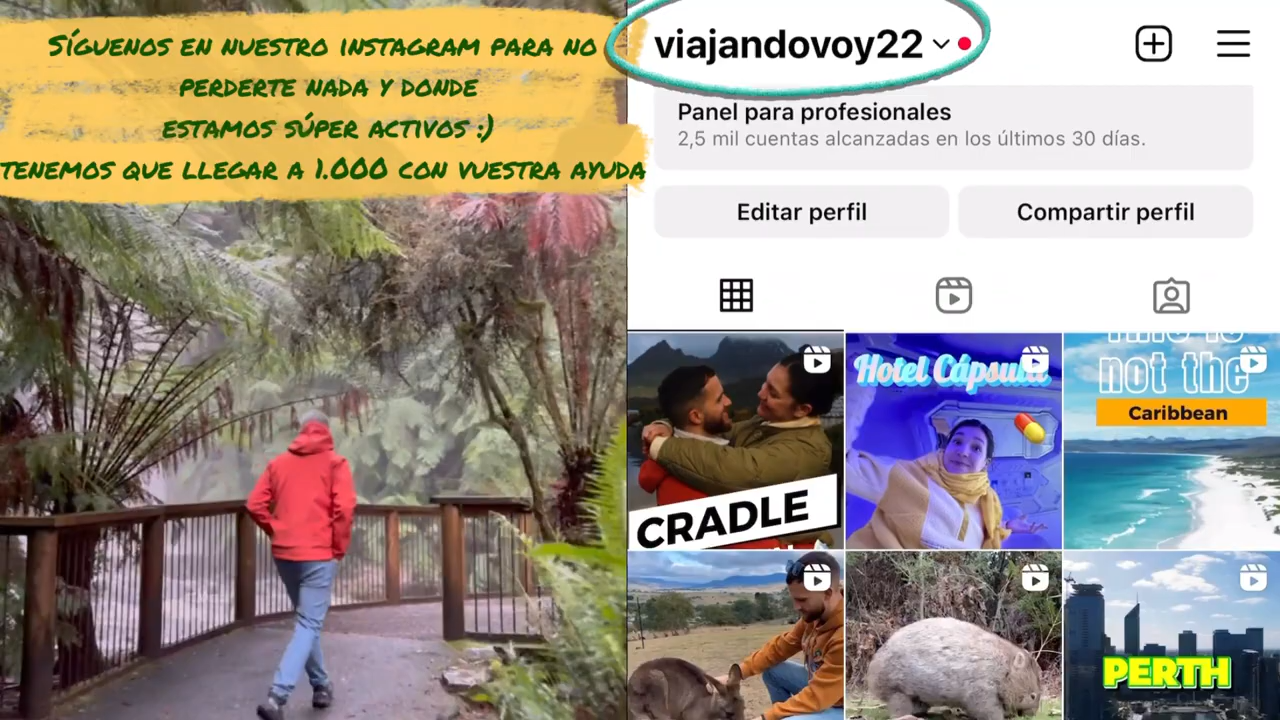 Síguenos en nuestro instagram para no
perderte nada y donde
estamos súper activos :)
tenemos que llegar a 1.000 con vuestra ayuda
viajandovoy22
Panel para profesionales
2,5 mil cuentas alcanzadas en los últimos 30 días.
Editar perfil
Compartir perfil
CRADLE
Hotel Cápsula
This is
not the
Caribbean
PERTH